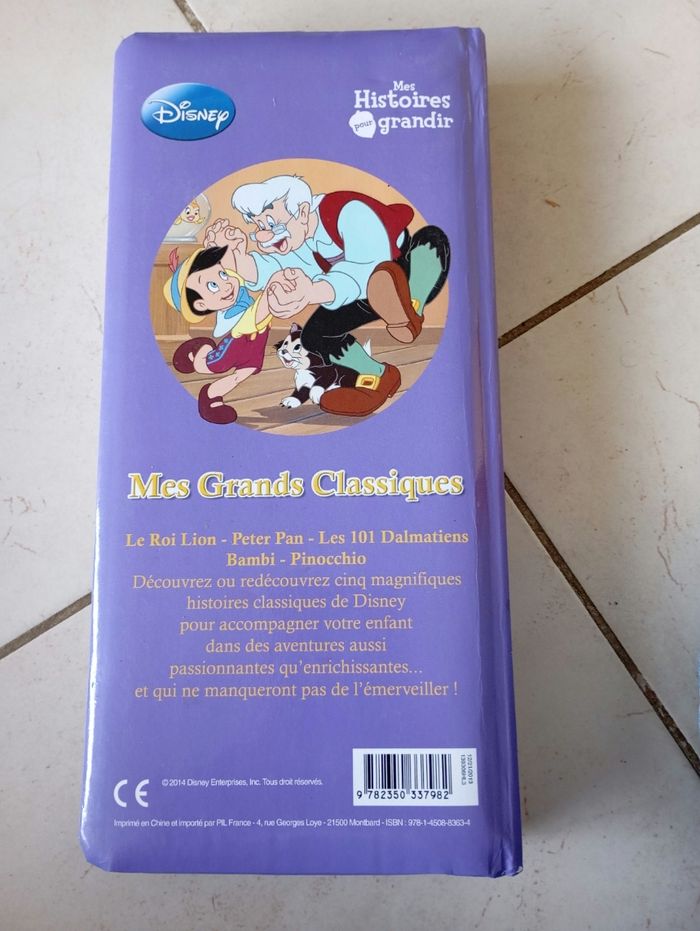 Disney
Mes
Histoires
pour grandir
Mes Grands Classiques
Le Roi Lion - Peter Pan - Les 101 Dalmatiens
Bambi - Pinocchio
Découvrez ou redécouvrez cinq magnifiques
histoires classiques de Disney
pour accompagner votre enfant
dans des aventures aussi
passionnantes qu'enrichissantes...
et qui ne manqueront pas de l'émerveiller !
CE
©2014 Disney Enterprises, Inc. Tous droit réservés.
9 782350 337982
Imprimé en Chine et importé par PIL France - 4, rue Georges Loye - 21500 Montbard - ISBN : 978-1-4508-8363-4